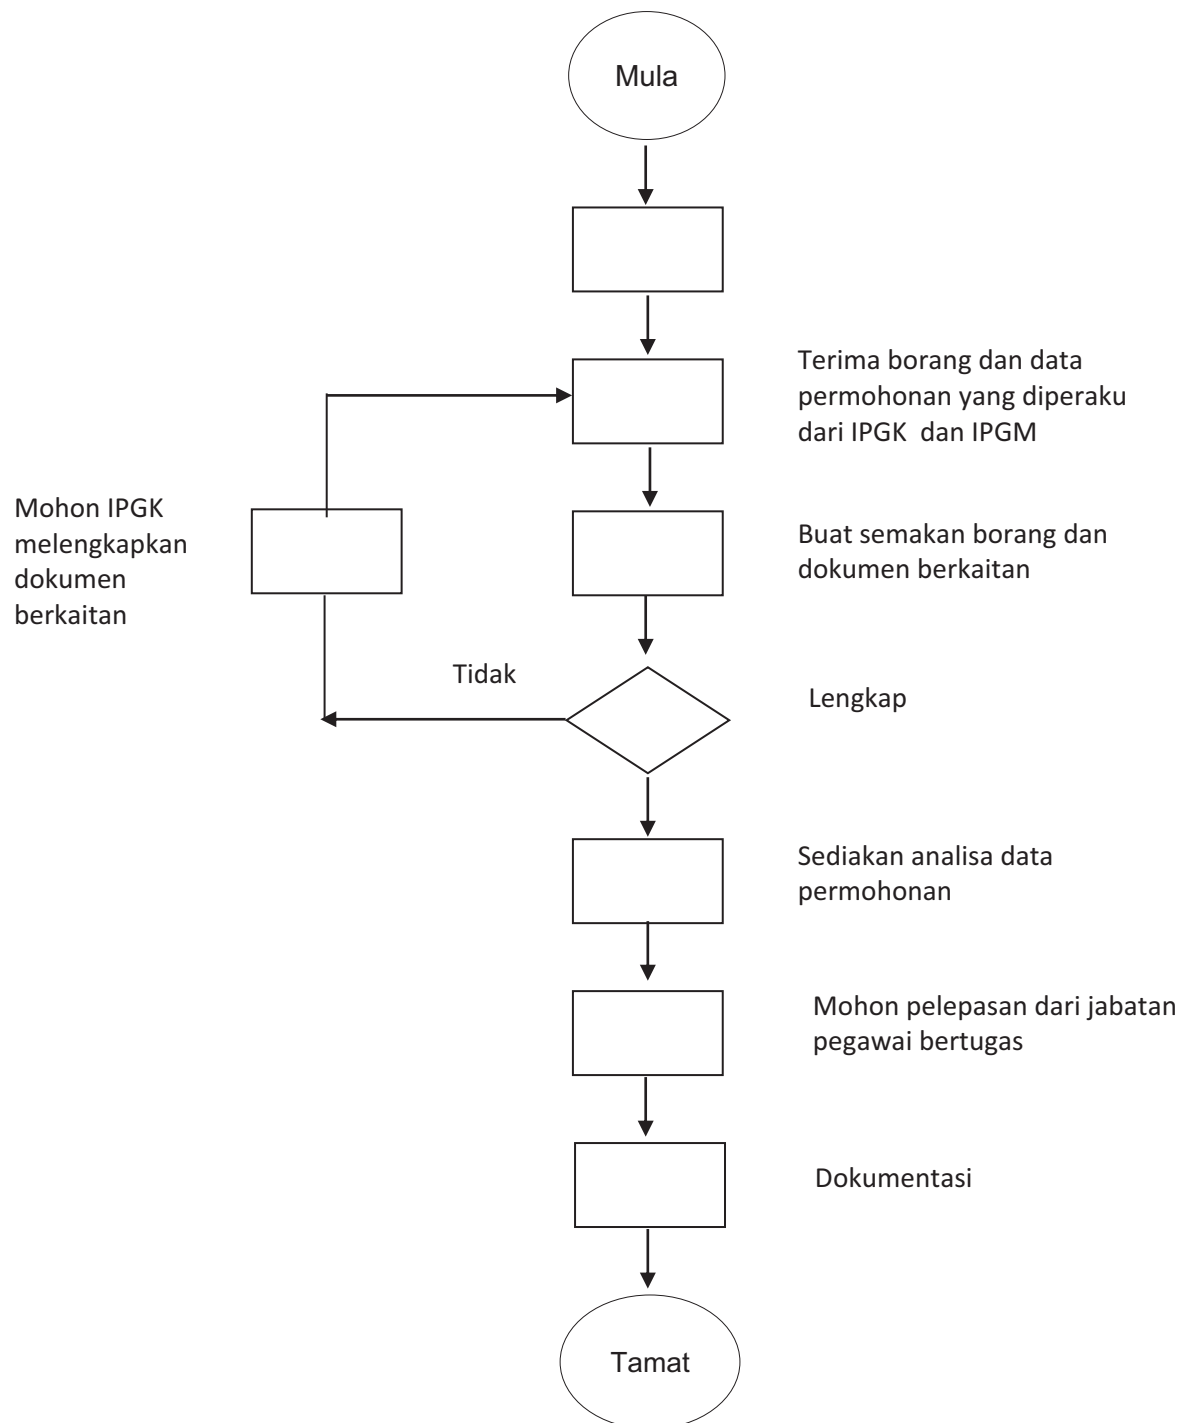 Mula
Terima borang dan data
permohonan yang diperaku
dari IPGK  dan IPGM
Mohon IPGK
melengkapkan
dokumen
berkaitan
Buat semakan borang dan
dokumen berkaitan
Tidak
Lengkap
Sediakan analisa data
permohonan
Mohon pelepasan dari jabatan
pegawai bertugas
Dokumentasi
Tamat